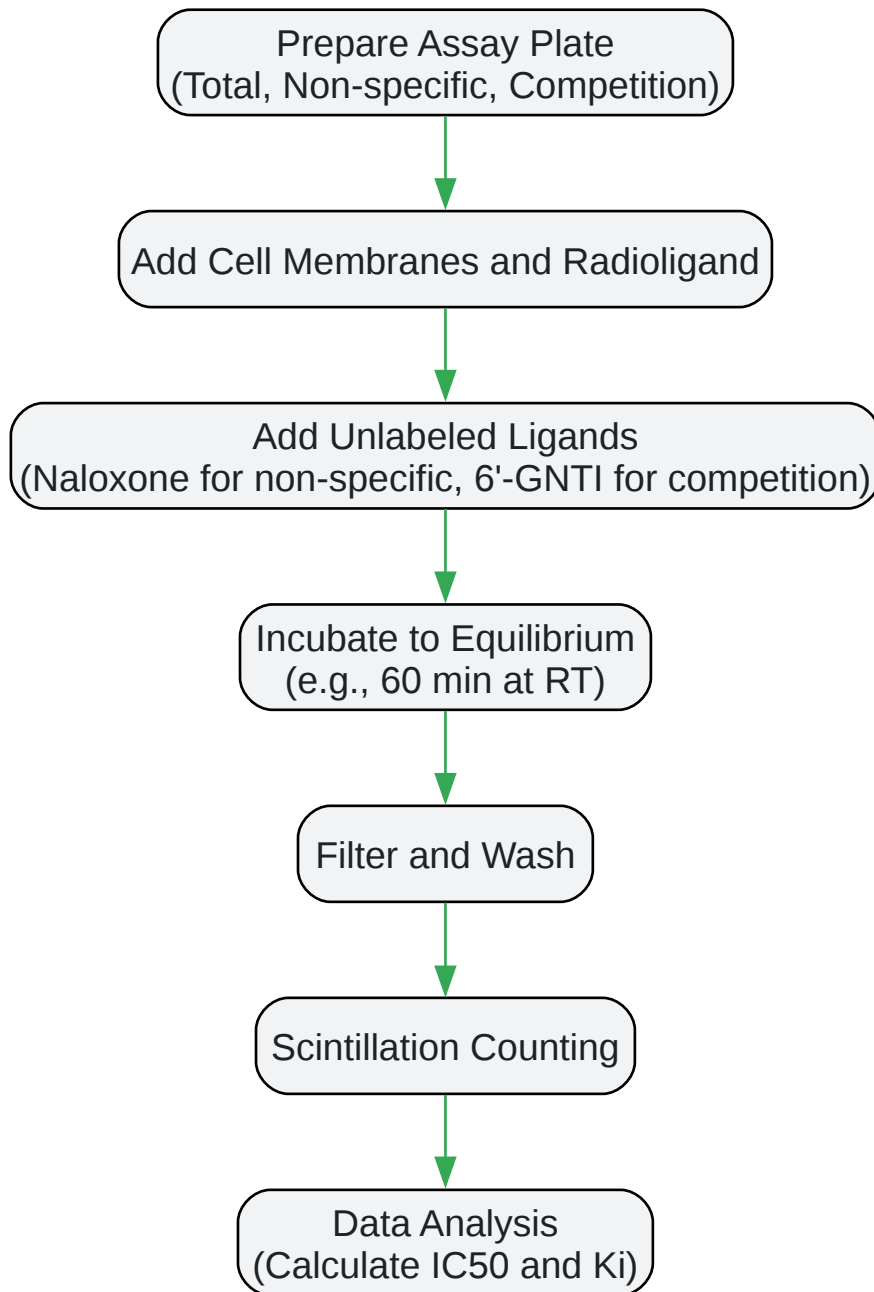 Prepare Assay Plate
(Total, Non-specific, Competition)
Add Cell Membranes and Radioligand
Add Unlabeled Ligands
(Naloxone for non-specific, 6'-GNTI for competition)
Incubate to Equilibrium
(e.g., 60 min at RT)
Filter and Wash
Scintillation Counting
Data Analysis
(Calculate IC50 and Ki)